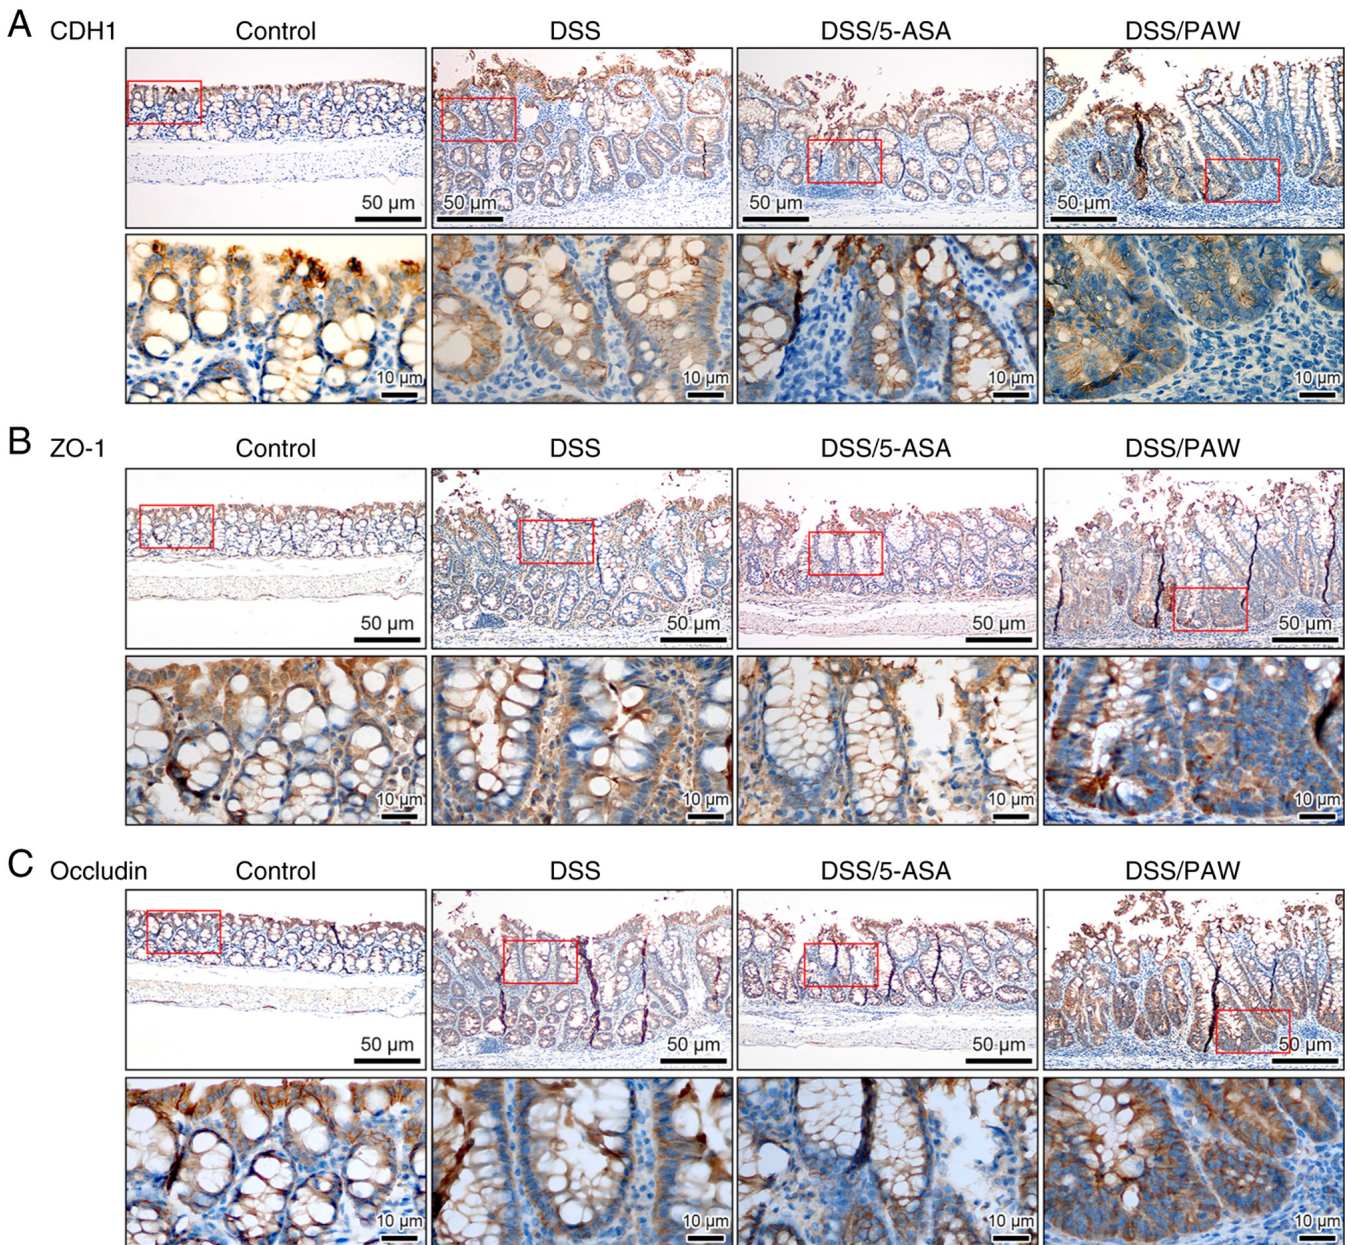 A CDH1 Control DSS DSS/5-ASA DSS/PAW
50 µm 50 µm 50 µm 50 µm
10 µm 10 µm 10 µm 10 µm
B ZO-1 Control DSS DSS/5-ASA DSS/PAW
50 µm 50 µm 50 µm 50 µm
10 µm 10 µm 10 µm 10 µm
C Occludin Control DSS DSS/5-ASA DSS/PAW
50 µm 50 µm 50 µm 50 µm
10 µm 10 µm 10 µm 10 µm